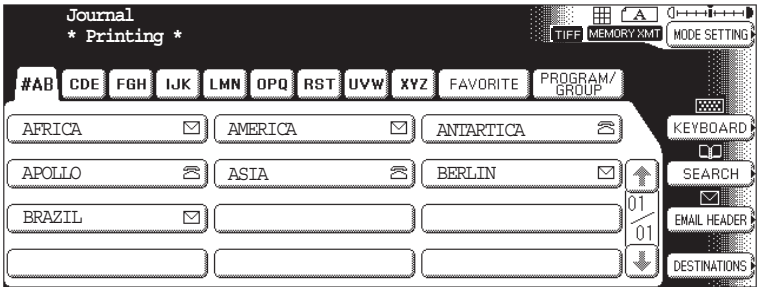 Journal
* Printing *
A
TIFF MEMORY XMT MODE SETTING
#AB CDE FGH IJK LMN OPQ RST UVW XYZ FAVORITE PROGRAM/
GROUP
AFRICA AMERICA ANTARTICA KEYBOARD
APOLLO ASIA BERLIN SEARCH
BRAZIL 01
01
EMAIL HEADER
DESTINATIONS